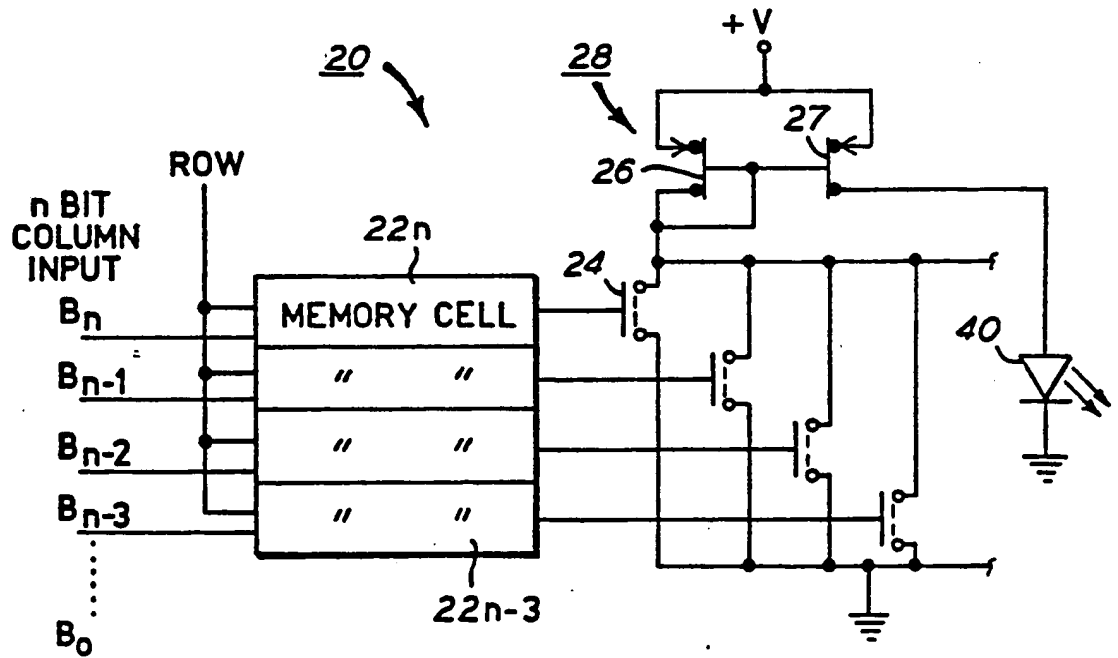 + V
20
28
27
ROW
26
n BIT
COLUMN
INPUT
22n
24
Bn
MEMORY CELL
40
Bn-1
" "
Bn-2
" "
Bn-3
" "
22n-3
B0